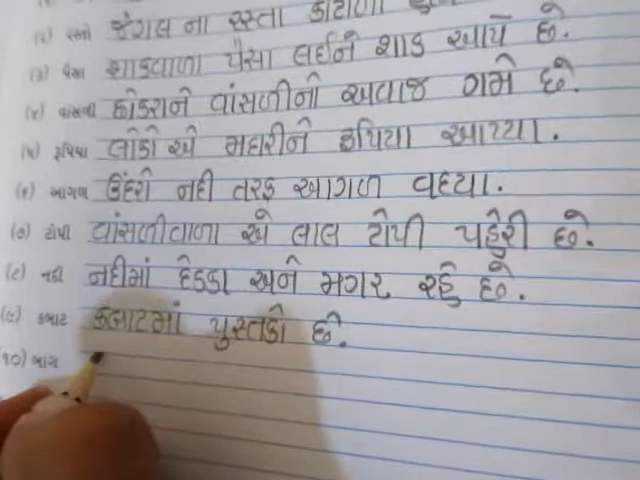 (૨) રસ્તો જંગલ ના રસ્તા કાંટાળા
(૩) પૈસા શાકવાળા પૈસા લઈને શાક આપે છે.
(૪) વાંસળી છોકરાને વાંસળીનો અવાજ ગમે છે.
(૫) રૂપિયા લોકો એ મદારીને રૂપિયા આપ્યા.
(૬) આગળ ઉંદરો નદી તરફ આગળ વધ્યા.
(૭) ટોપી વાંસળીવાળા એ લાલ ટોપી પહેરી છે.
(૮) નદી નદીમાં દેડકા અને મગર રહે છે.
(૯) કબાટ કબાટમાં પુસ્તકો છે.
(૧૦) બાગ